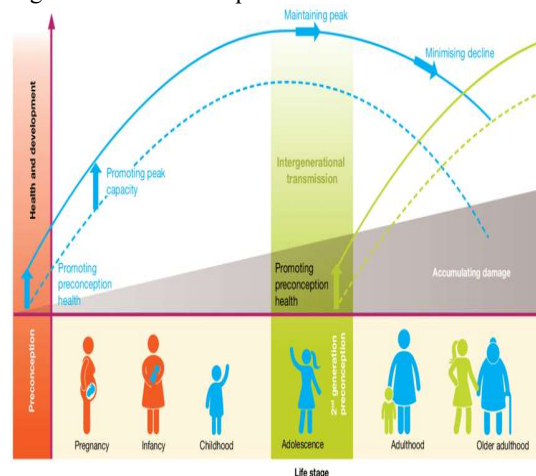 Maintaining peak
Minimising decline
Health and development
Intergenerational
transmission
Promoting peak
capacity
Promoting
preconception
health
Promoting
preconception
health
Accumulating damage
Preconception
2nd generation
preconception
Pregnancy
Infancy
Childhood
Adolescence
Adulthood
Older adulthood
Life stage